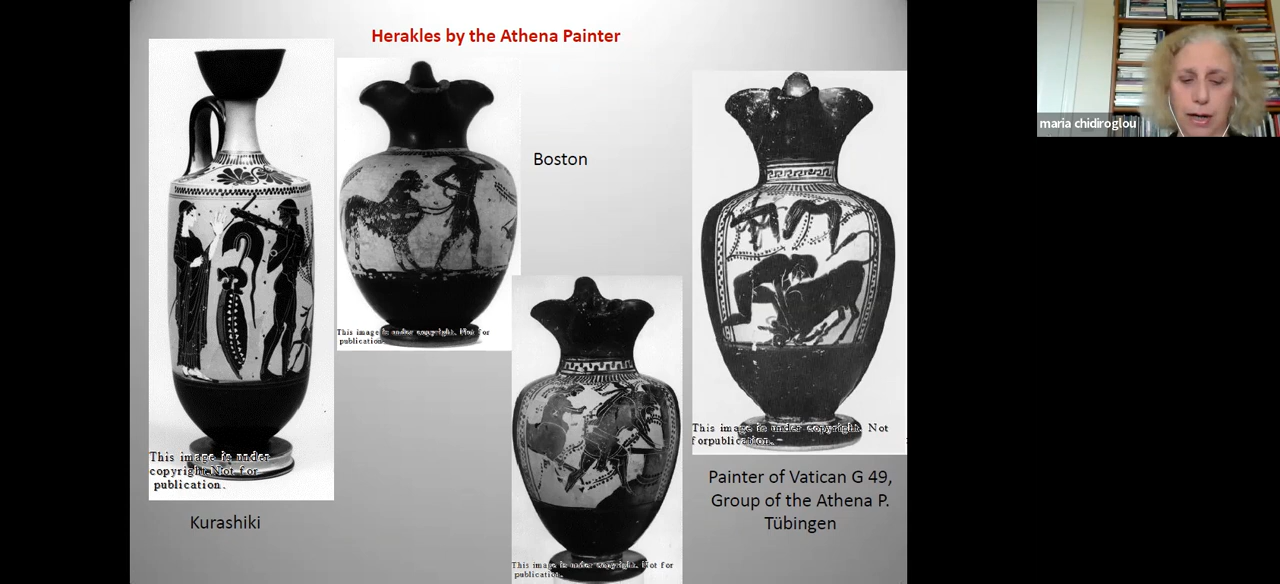 Herakles by the Athena Painter
maria chidiroglou
Boston
This image is under copyright. Not for
publication.
This image is under copyright. Not
forpublication.
This image is under
copyright. Not for
publication.
Painter of Vatican G 49,
Group of the Athena P.
Tübingen
Kurashiki
This image is under copyright. Not for
publication.